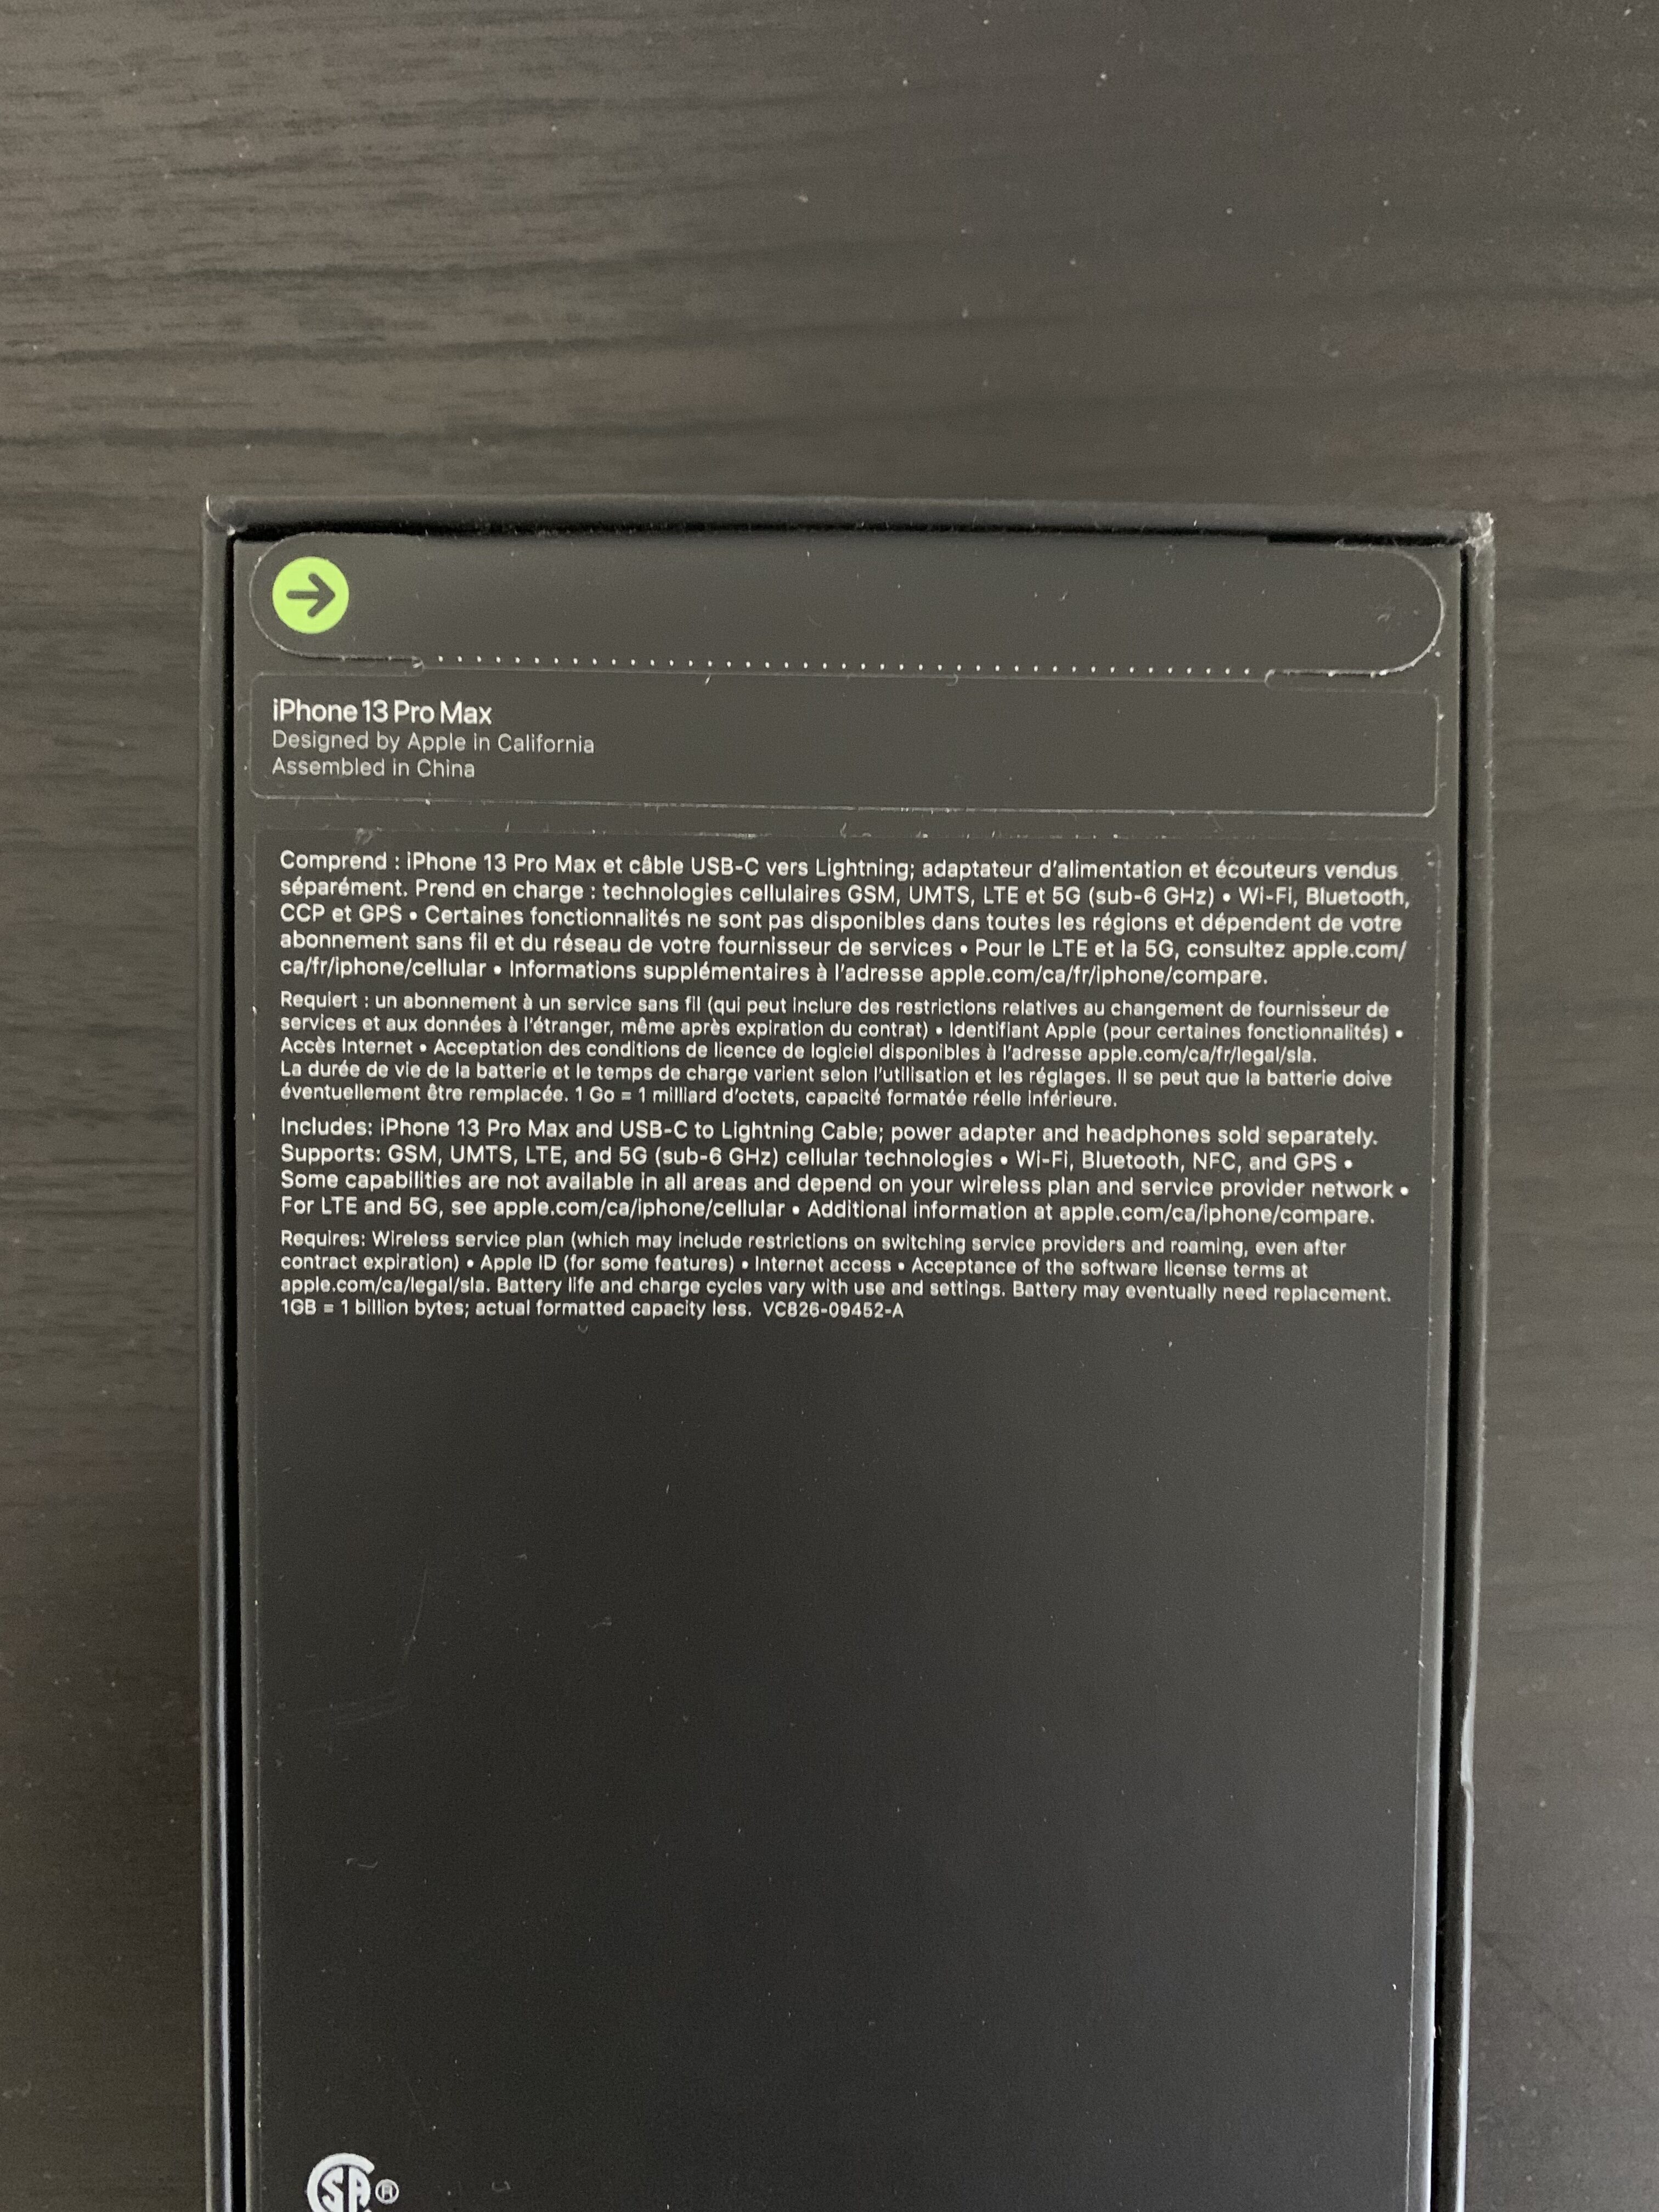 iPhone 13 Pro Max
Designed by Apple in California
Assembled in China
Comprend : iPhone 13 Pro Max et câble USB-C vers Lightning; adaptateur d'alimentation et écouteurs vendus
séparément. Prend en charge : technologies cellulaires GSM, UMTS, LTE et 5G (sub-6 GHz) • Wi-Fi, Bluetooth,
CCP et GPS • Certaines fonctionnalités ne sont pas disponibles dans toutes les régions et dépendent de votre
abonnement sans fil et du réseau de votre fournisseur de services • Pour le LTE et la 5G, consultez apple.com/
ca/fr/iphone/cellular • Informations supplémentaires à l'adresse apple.com/ca/fr/iphone/compare.
Requiert : un abonnement à un service sans fil (qui peut inclure des restrictions relatives au changement de fournisseur de
services et aux données à l'étranger, même après expiration du contrat) • Identifiant Apple (pour certaines fonctionnalités) •
Accès Internet • Acceptation des conditions de licence de logiciel disponibles à l'adresse apple.com/ca/fr/legal/sla.
La durée de vie de la batterie et le temps de charge varient selon l'utilisation et les réglages. Il se peut que la batterie doive
éventuellement être remplacée. 1 Go = 1 milliard d'octets, capacité formatée réelle inférieure.
Includes: iPhone 13 Pro Max and USB-C to Lightning Cable; power adapter and headphones sold separately.
Supports: GSM, UMTS, LTE, and 5G (sub-6 GHz) cellular technologies • Wi-Fi, Bluetooth, NFC, and GPS •
Some capabilities are not available in all areas and depend on your wireless plan and service provider network •
For LTE and 5G, see apple.com/ca/iphone/cellular • Additional information at apple.com/ca/iphone/compare.
Requires: Wireless service plan (which may include restrictions on switching service providers and roaming, even after
contract expiration) • Apple ID (for some features) • Internet access • Acceptance of the software license terms at
apple.com/ca/legal/sla. Battery life and charge cycles vary with use and settings. Battery may eventually need replacement.
1GB = 1 billion bytes; actual formatted capacity less. VC826-09452-A
SA®